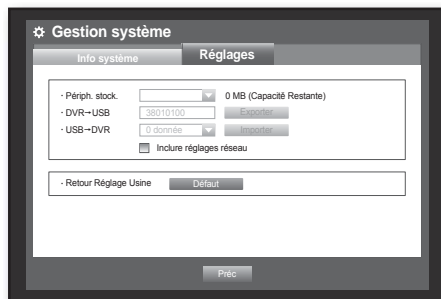 Gestion système
Info système Réglages
· Périph. stock. 0 MB (Capacitê Restante)
· DVR→USB 38010100 Exporter
· USB→DVR 0 donnée Importer
Inclure réglages réseau
· Retour Réglage Usine Défaut
Préc